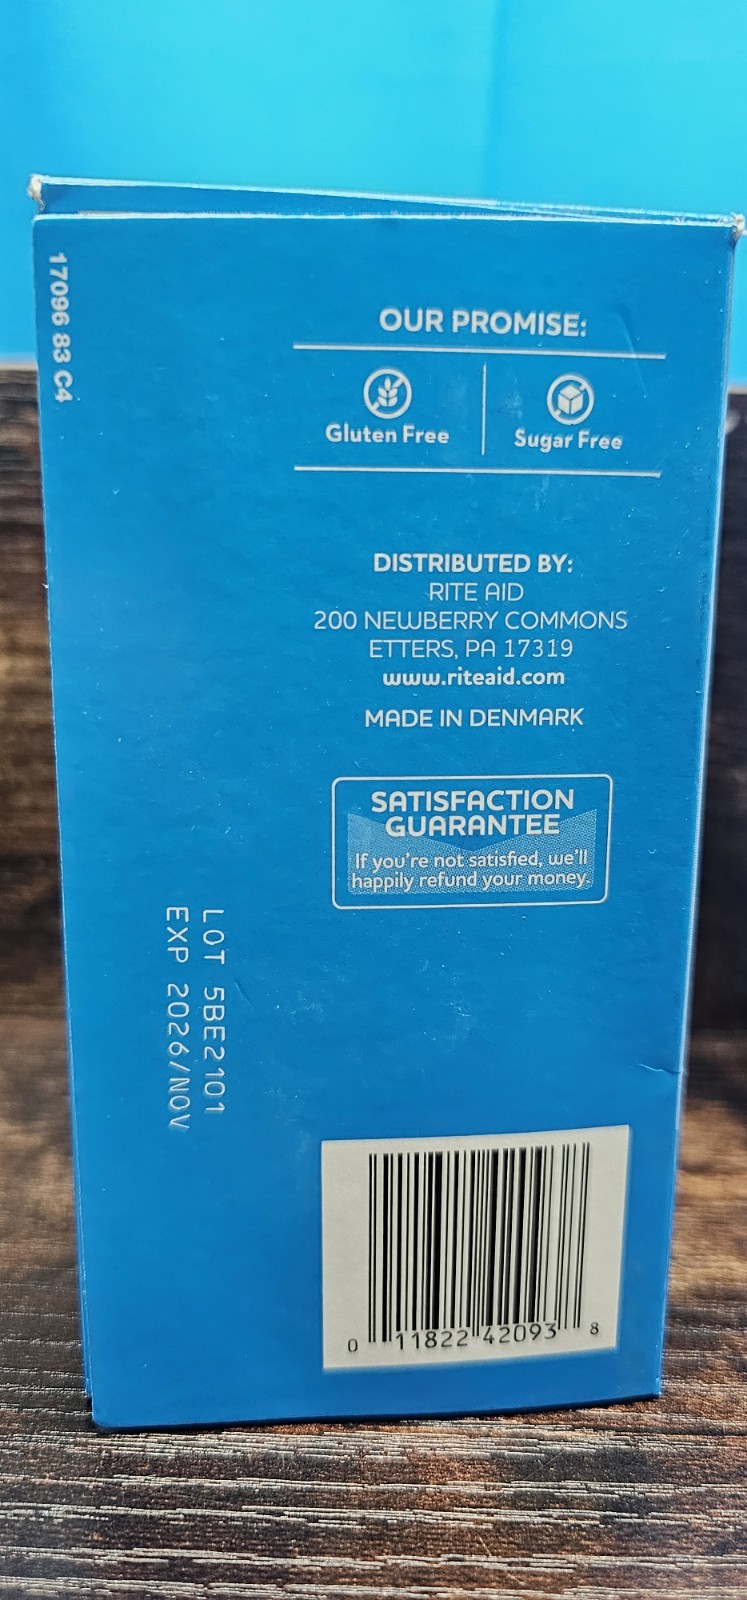 17096 83 C4
OUR PROMISE:
Gluten Free
Sugar Free
DISTRIBUTED BY:
RITE AID
200 NEWBERRY COMMONS
ETTERS, PA 17319
www.riteaid.com
MADE IN DENMARK
SATISFACTION
GUARANTEE
If you're not satisfied, we'll
happily refund your money.
LOT 5BE2101
EXP 2026/NOV
0 11822 42093 8